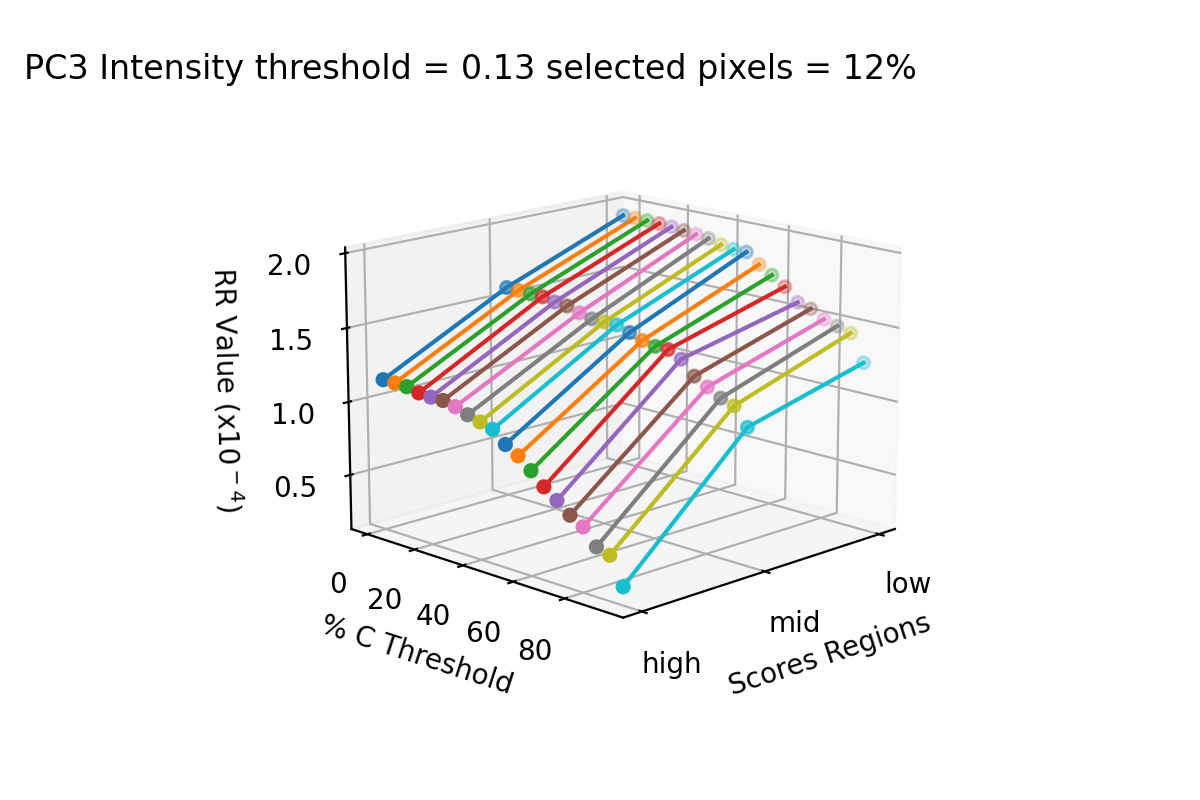 PC3 Intensity threshold = 0.13 selected pixels = 12%
2.0
1.5
1.0
0.5
RR Value (x10⁻⁴)
0
20
40
60
80
% C Threshold
high
mid
low
Scores Regions